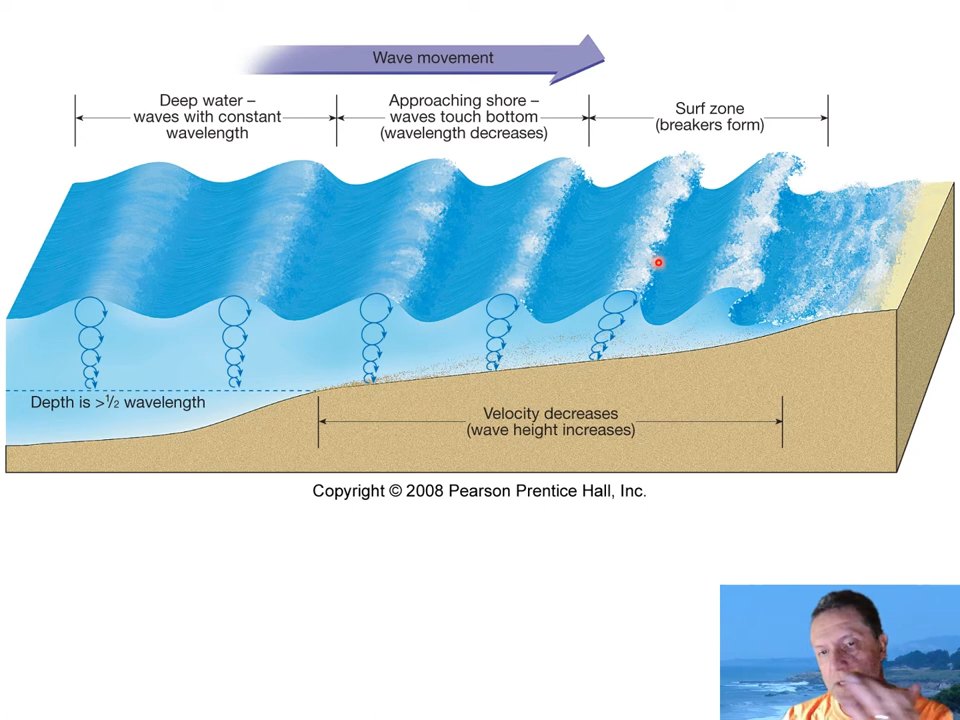 Wave movement
Deep water –
waves with constant
wavelength
Approaching shore –
waves touch bottom
(wavelength decreases)
Surf zone
(breakers form)
Depth is >½ wavelength
Velocity decreases
(wave height increases)
Copyright © 2008 Pearson Prentice Hall, Inc.